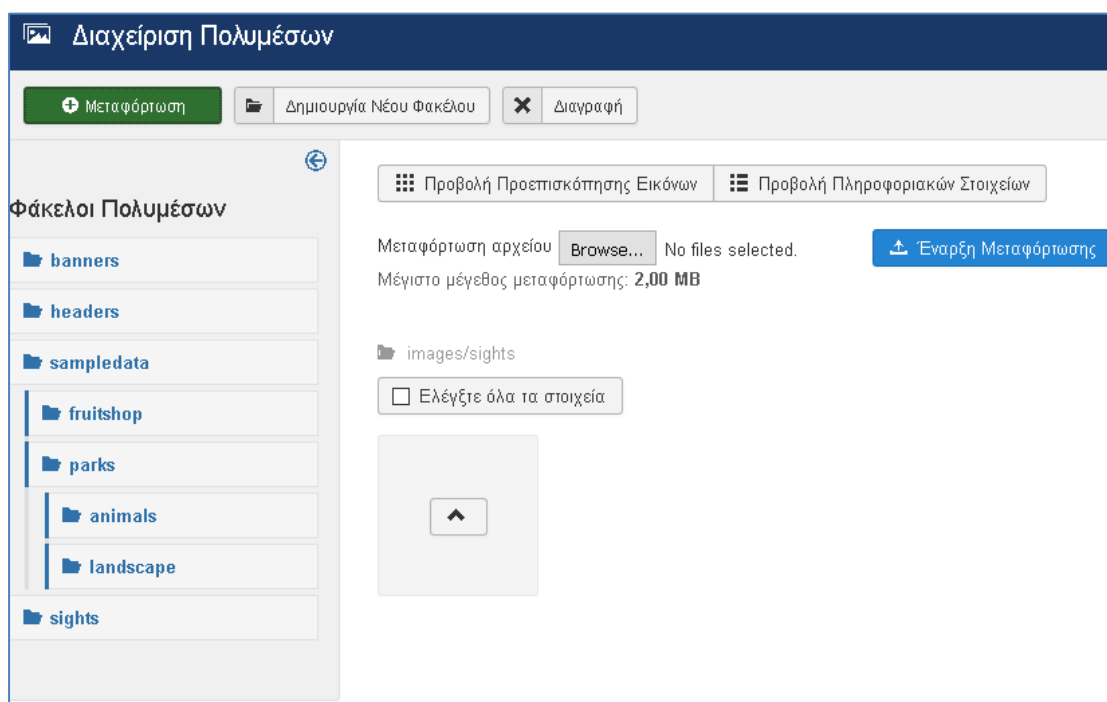 Διαχείριση Πολυμέσων
Μεταφόρτωση
Δημιουργία Νέου Φακέλου
Διαγραφή
Φάκελοι Πολυμέσων
banners
headers
sampledata
fruitshop
parks
animals
landscape
sights
Προβολή Προεπισκόπησης Εικόνων
Προβολή Πληροφοριακών Στοιχείων
Μεταφόρτωση αρχείου Browse... No files selected.
Έναρξη Μεταφόρτωσης
Μέγιστο μέγεθος μεταφόρτωσης: 2,00 MB
images/sights
Ελέγξτε όλα τα στοιχεία